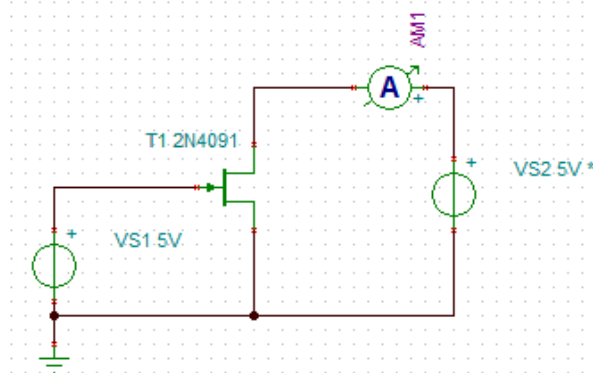 AM1
A
+
T1 2N4091
+
VS2 5V *
+
VS1 5V